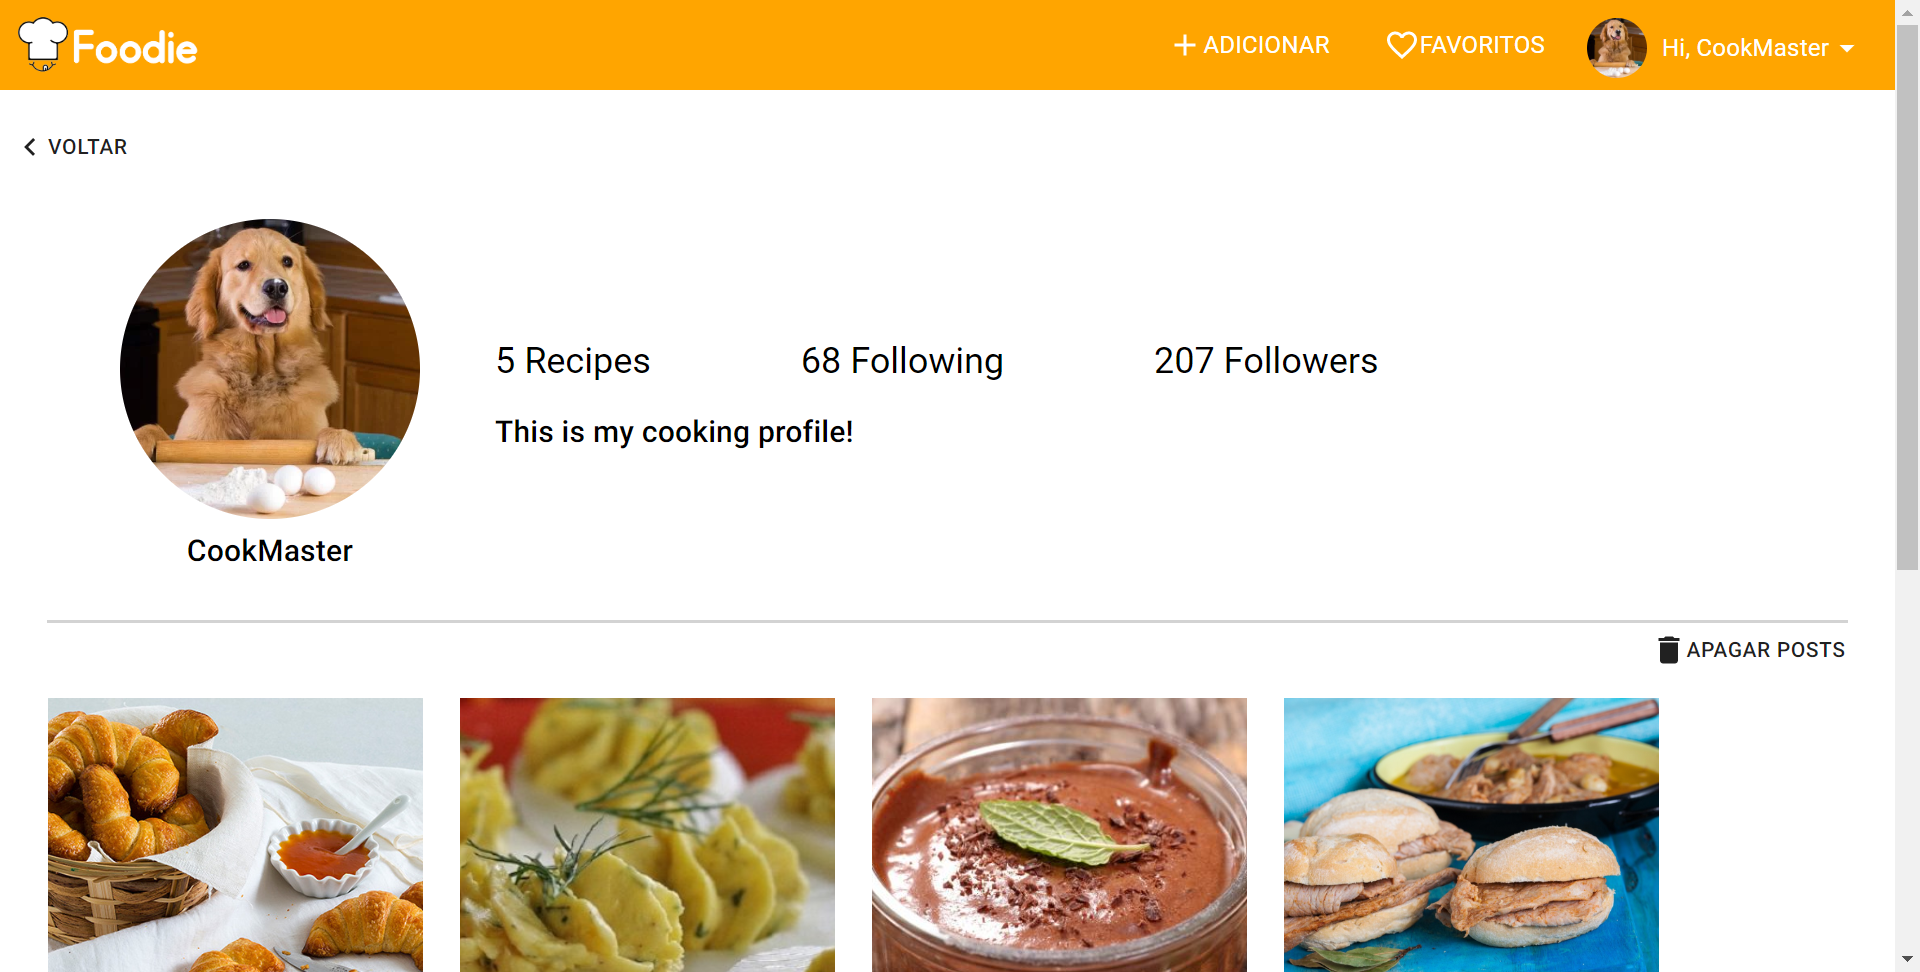 Foodie
ADICIONAR
FAVORITOS
Hi, CookMaster
VOLTAR
5 Recipes
68 Following
207 Followers
This is my cooking profile!
CookMaster
APAGAR POSTS